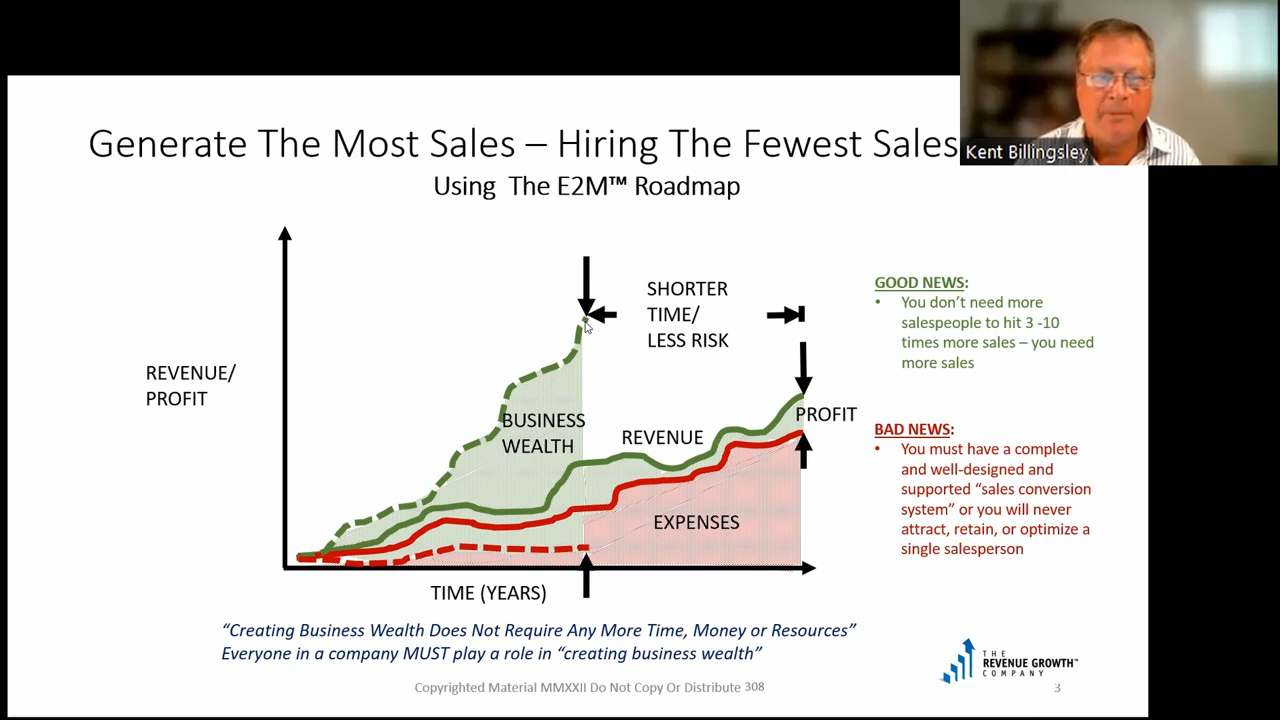 Generate The Most Sales – Hiring The Fewest Sales
Kent Billingsley
Using The E2M™ Roadmap
SHORTER
TIME/
LESS RISK
REVENUE/
PROFIT
BUSINESS
WEALTH
REVENUE
PROFIT
EXPENSES
TIME (YEARS)
GOOD NEWS:
• You don't need more
salespeople to hit 3 -10
times more sales – you need
more sales
BAD NEWS:
• You must have a complete
and well-designed and
supported “sales conversion
system” or you will never
attract, retain, or optimize a
single salesperson
“Creating Business Wealth Does Not Require Any More Time, Money or Resources”
Everyone in a company MUST play a role in “creating business wealth”
THE
REVENUE GROWTH™
COMPANY
Copyrighted Material MMXXII Do Not Copy Or Distribute 308
3